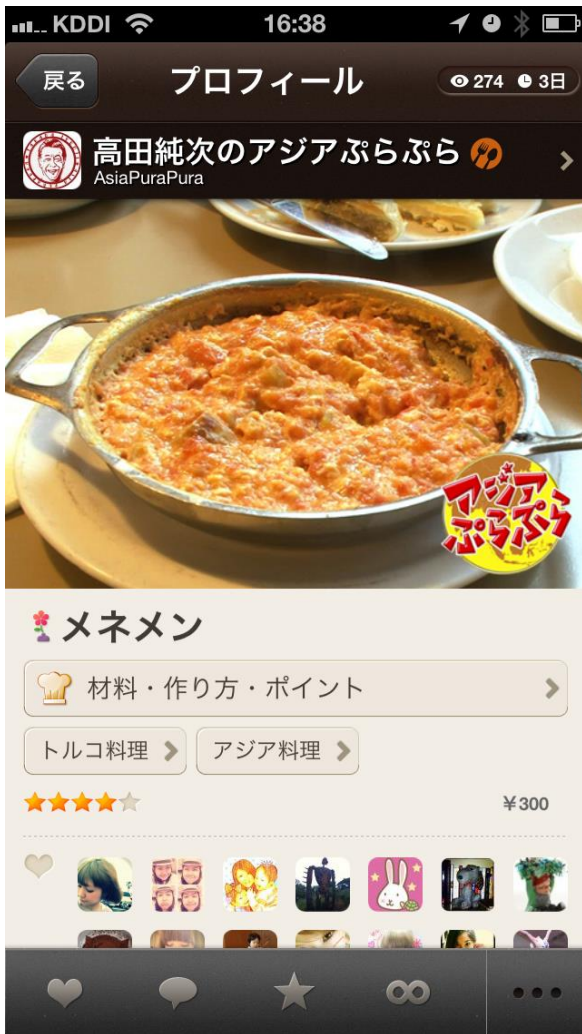 KDDI 16:38
戻る プロフィール 274 3日
高田純次のアジアぷらぷら
AsiaPuraPura
アジア
ぷらぷら
メネメン
材料・作り方・ポイント
トルコ料理 アジア料理
¥300